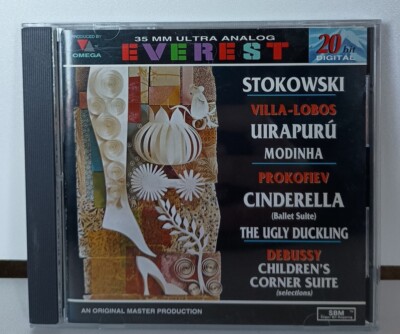 35 MM ULTRA ANALOG
OMEGA
EVEREST
20 bit
DIGITAL
STOKOWSKI
VILLA-LOBOS
UIRAPURÚ
MODINHA
PROKOFIEV
CINDERELLA
(Ballet Suite)
THE UGLY DUCKLING
DEBUSSY
CHILDREN'S
CORNER SUITE
(selections)
AN ORIGINAL MASTER PRODUCTION
SBM